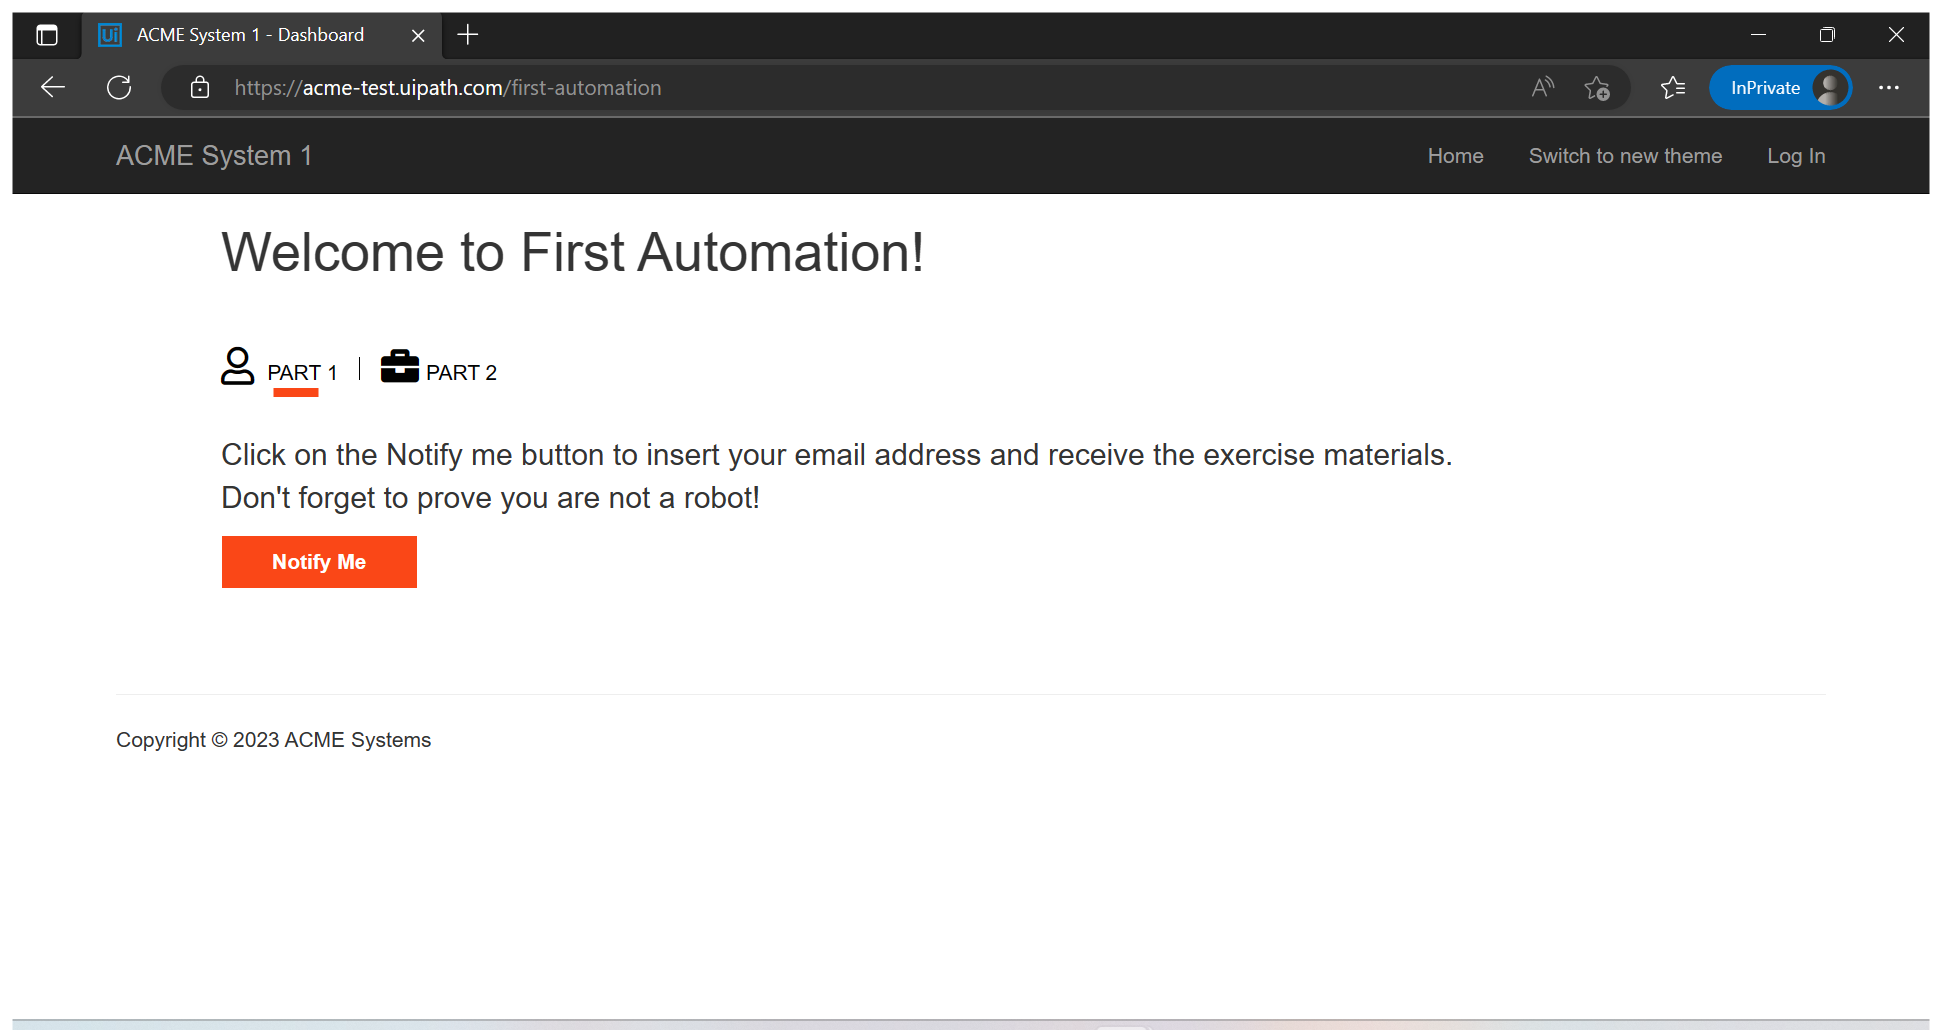 Ui ACME System 1 - Dashboard
https://acme-test.uipath.com/first-automation A InPrivate
ACME System 1 Home Switch to new theme Log In
Welcome to First Automation!
PART 1 PART 2
Click on the Notify me button to insert your email address and receive the exercise materials.
Don't forget to prove you are not a robot!
Notify Me
Copyright © 2023 ACME Systems